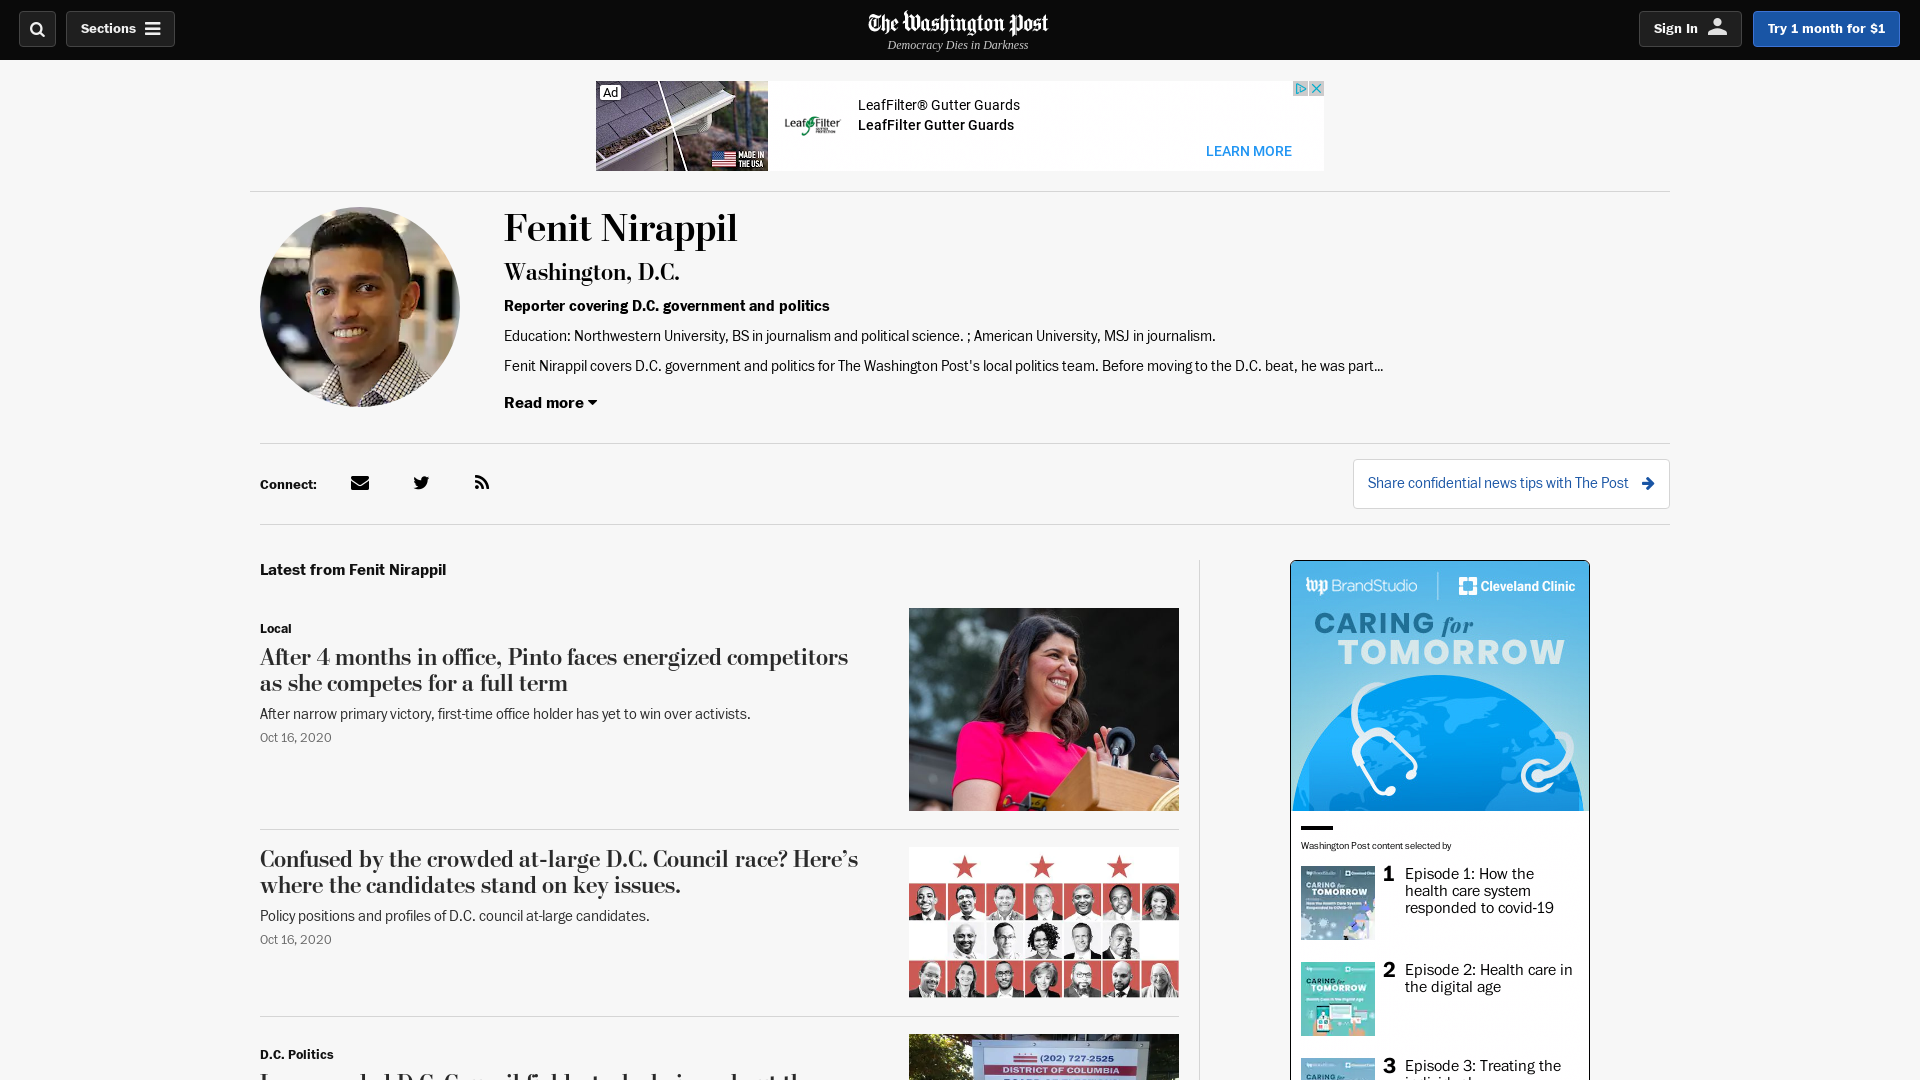 Sections
The Washington Post
Democracy Dies in Darkness
Sign In
Try 1 month for $1
Ad
MADE IN
THE USA
LeafFilter
LeafFilter® Gutter Guards
LeafFilter Gutter Guards
LEARN MORE
Fenit Nirappil
Washington, D.C.
Reporter covering D.C. government and politics
Education: Northwestern University, BS in journalism and political science. ; American University, MSJ in journalism.
Fenit Nirappil covers D.C. government and politics for The Washington Post's local politics team. Before moving to the D.C. beat, he was part...
Read more
Connect:
Share confidential news tips with The Post
Latest from Fenit Nirappil
Local
After 4 months in office, Pinto faces energized competitors
as she competes for a full term
After narrow primary victory, first-time office holder has yet to win over activists.
Oct 16, 2020
Confused by the crowded at-large D.C. Council race? Here’s
where the candidates stand on key issues.
Policy positions and profiles of D.C. council at-large candidates.
Oct 16, 2020
D.C. Politics
(202) 727-2525
DISTRICT OF COLUMBIA
wp BrandStudio
Cleveland Clinic
CARING for
TOMORROW
Washington Post content selected by
CARING for
TOMORROW
1
Episode 1: How the
health care system
responded to covid-19
CARING for
TOMORROW
2
Episode 2: Health care in
the digital age
3
Episode 3: Treating the